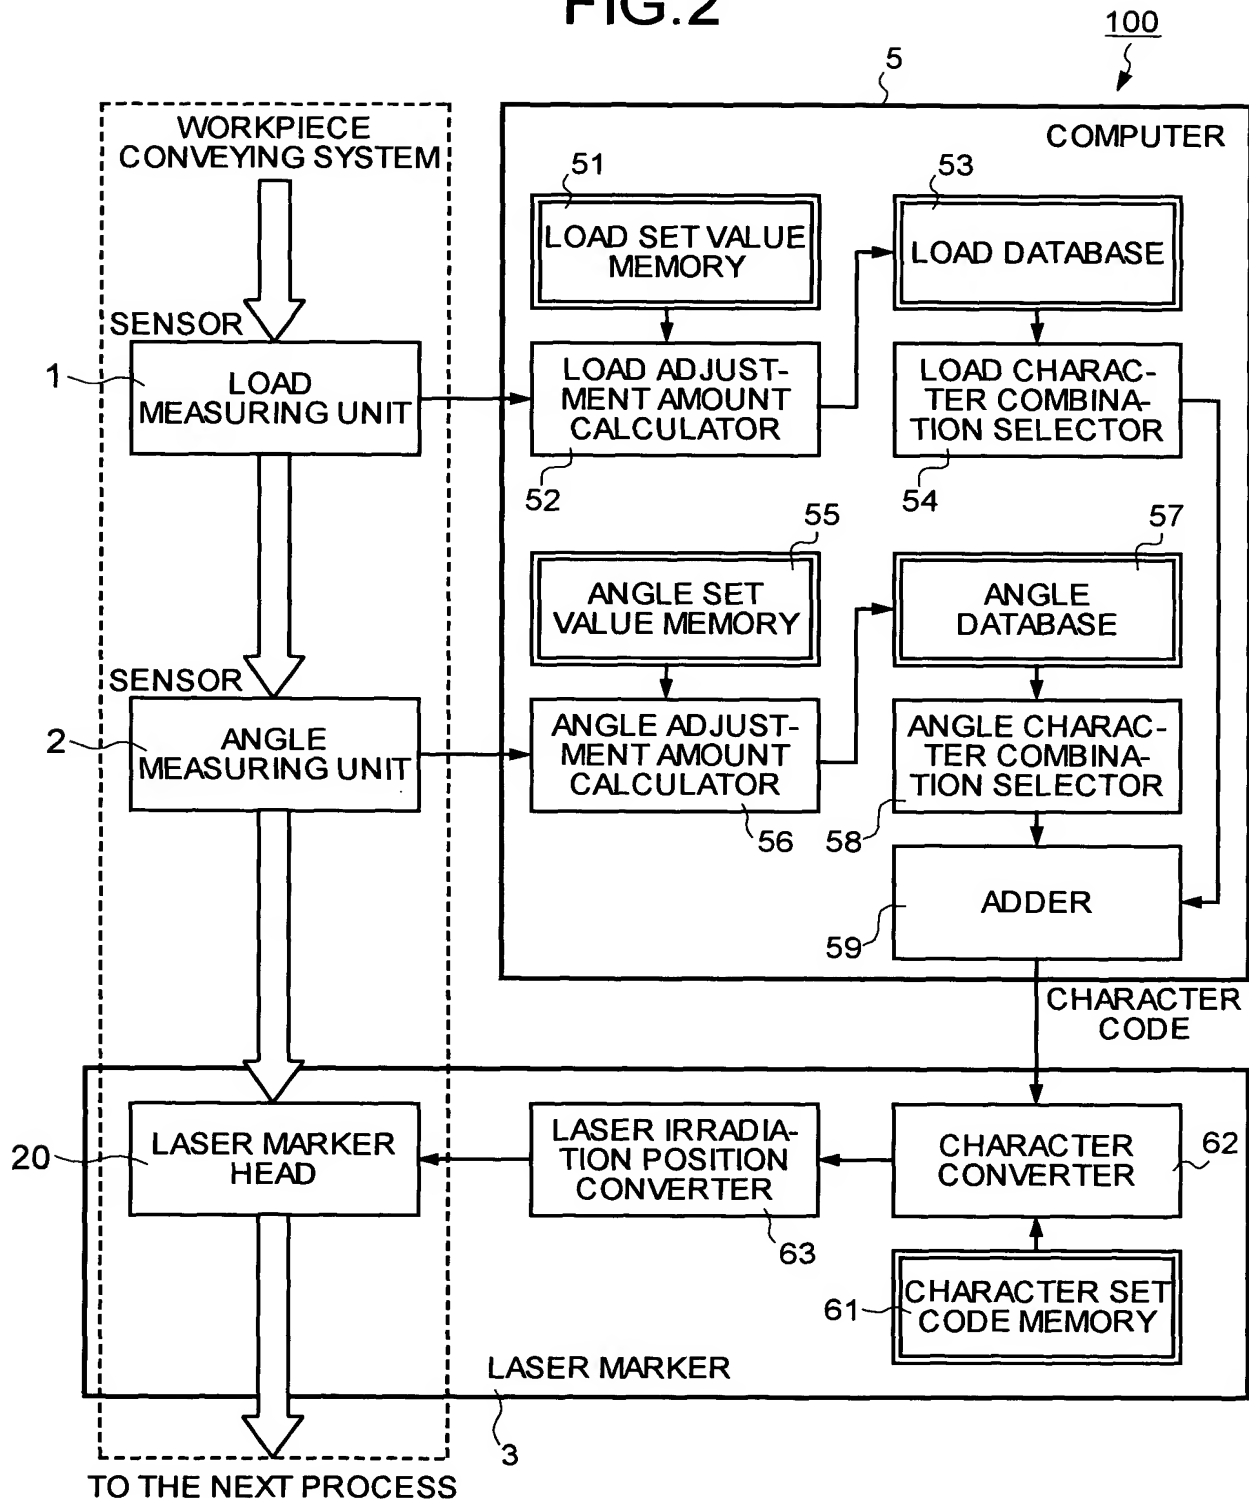 FIG.2
100
5
WORKPIECE
CONVEYING SYSTEM
COMPUTER
51
53
LOAD SET VALUE
MEMORY
LOAD DATABASE
SENSOR
1
LOAD
MEASURING UNIT
LOAD ADJUST-
MENT AMOUNT
CALCULATOR
LOAD CHARAC-
TER COMBINA-
TION SELECTOR
52
54
55
57
ANGLE SET
VALUE MEMORY
ANGLE
DATABASE
SENSOR
2
ANGLE
MEASURING UNIT
ANGLE ADJUST-
MENT AMOUNT
CALCULATOR
ANGLE CHARAC-
TER COMBINA-
TION SELECTOR
56
58
ADDER
59
CHARACTER
CODE
20
LASER MARKER
HEAD
LASER IRRADIA-
TION POSITION
CONVERTER
CHARACTER
CONVERTER
62
63
61
CHARACTER SET
CODE MEMORY
LASER MARKER
3
TO THE NEXT PROCESS